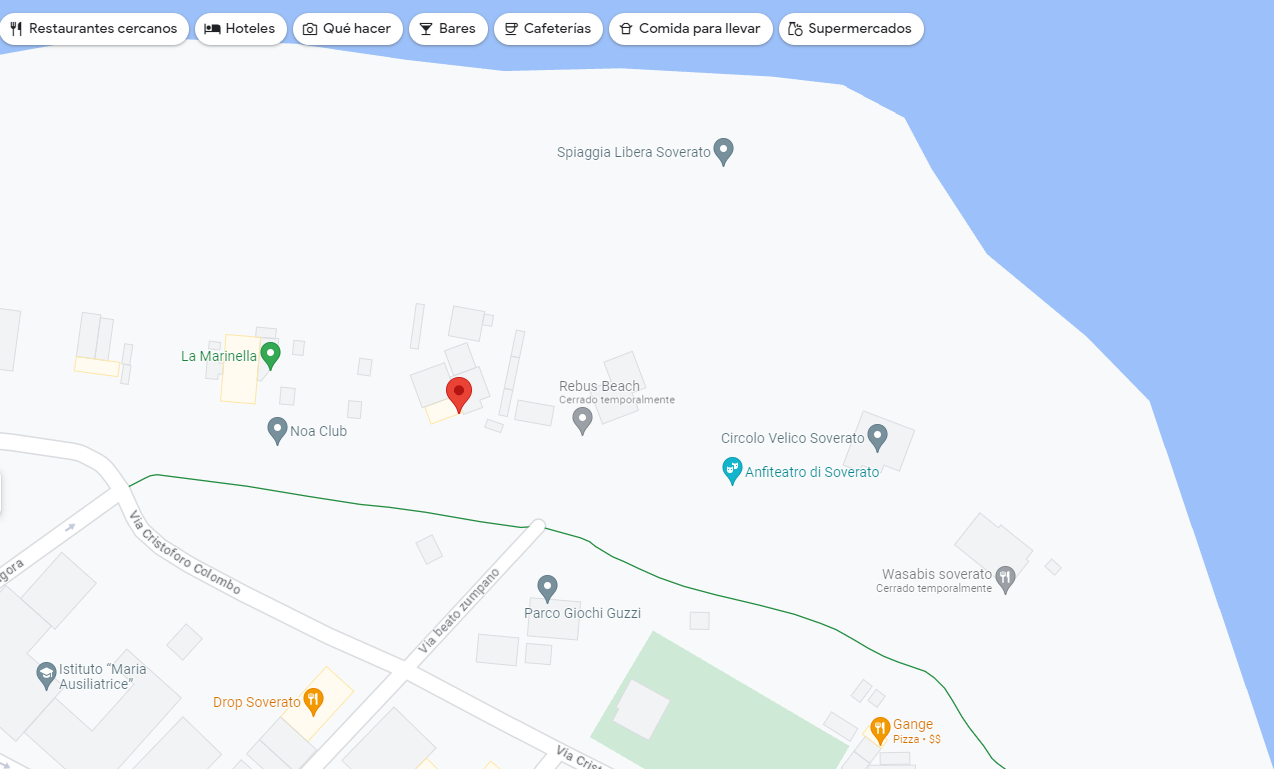 Restaurantes cercanos
Hoteles
Qué hacer
Bares
Cafeterías
Comida para llevar
Supermercados
Spiaggia Libera Soverato
La Marinella
Rebus Beach
Cerrado temporalmente
Noa Club
Circolo Velico Soverato
Anfiteatro di Soverato
Via Cristoforo Colombo
gora
Wasabis soverato
Cerrado temporalmente
Via beato zumpano
Parco Giochi Guzzi
Istituto “Maria
Ausiliatrice”
Drop Soverato
Gange
Pizza • $$
Via Crist